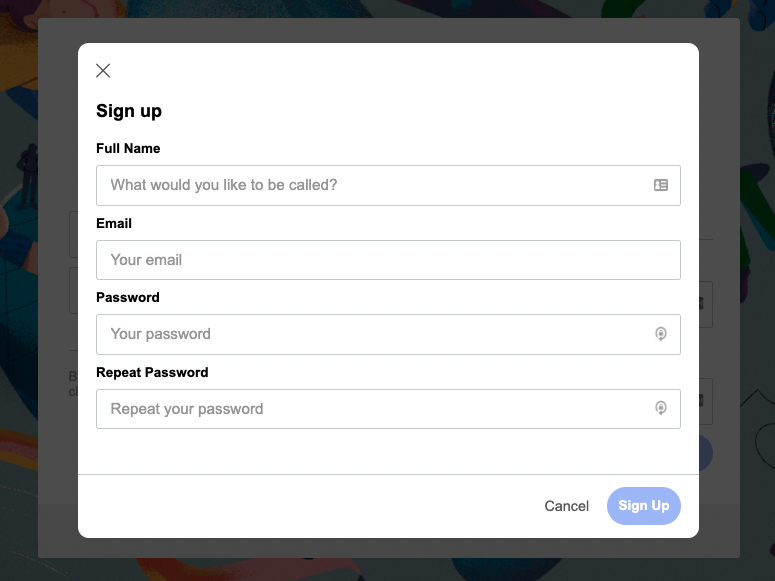 Sign up
Full Name
What would you like to be called?
Email
Your email
Password
Your password
Repeat Password
Repeat your password
Cancel
Sign Up